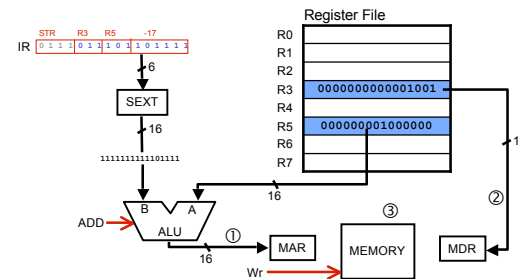 Register File
STR R3 R5 -17
IR 0 1 1 1 0 1 1 1 0 1 1 0 1 1 1 1
R0
R1
R2
R3 0000000000001001
R4
R5 0000000001000000
R6
R7
6
SEXT
16
1111111111101111
1
16
B A
ADD
ALU
16
①
MAR
Wr
③
MEMORY
②
MDR